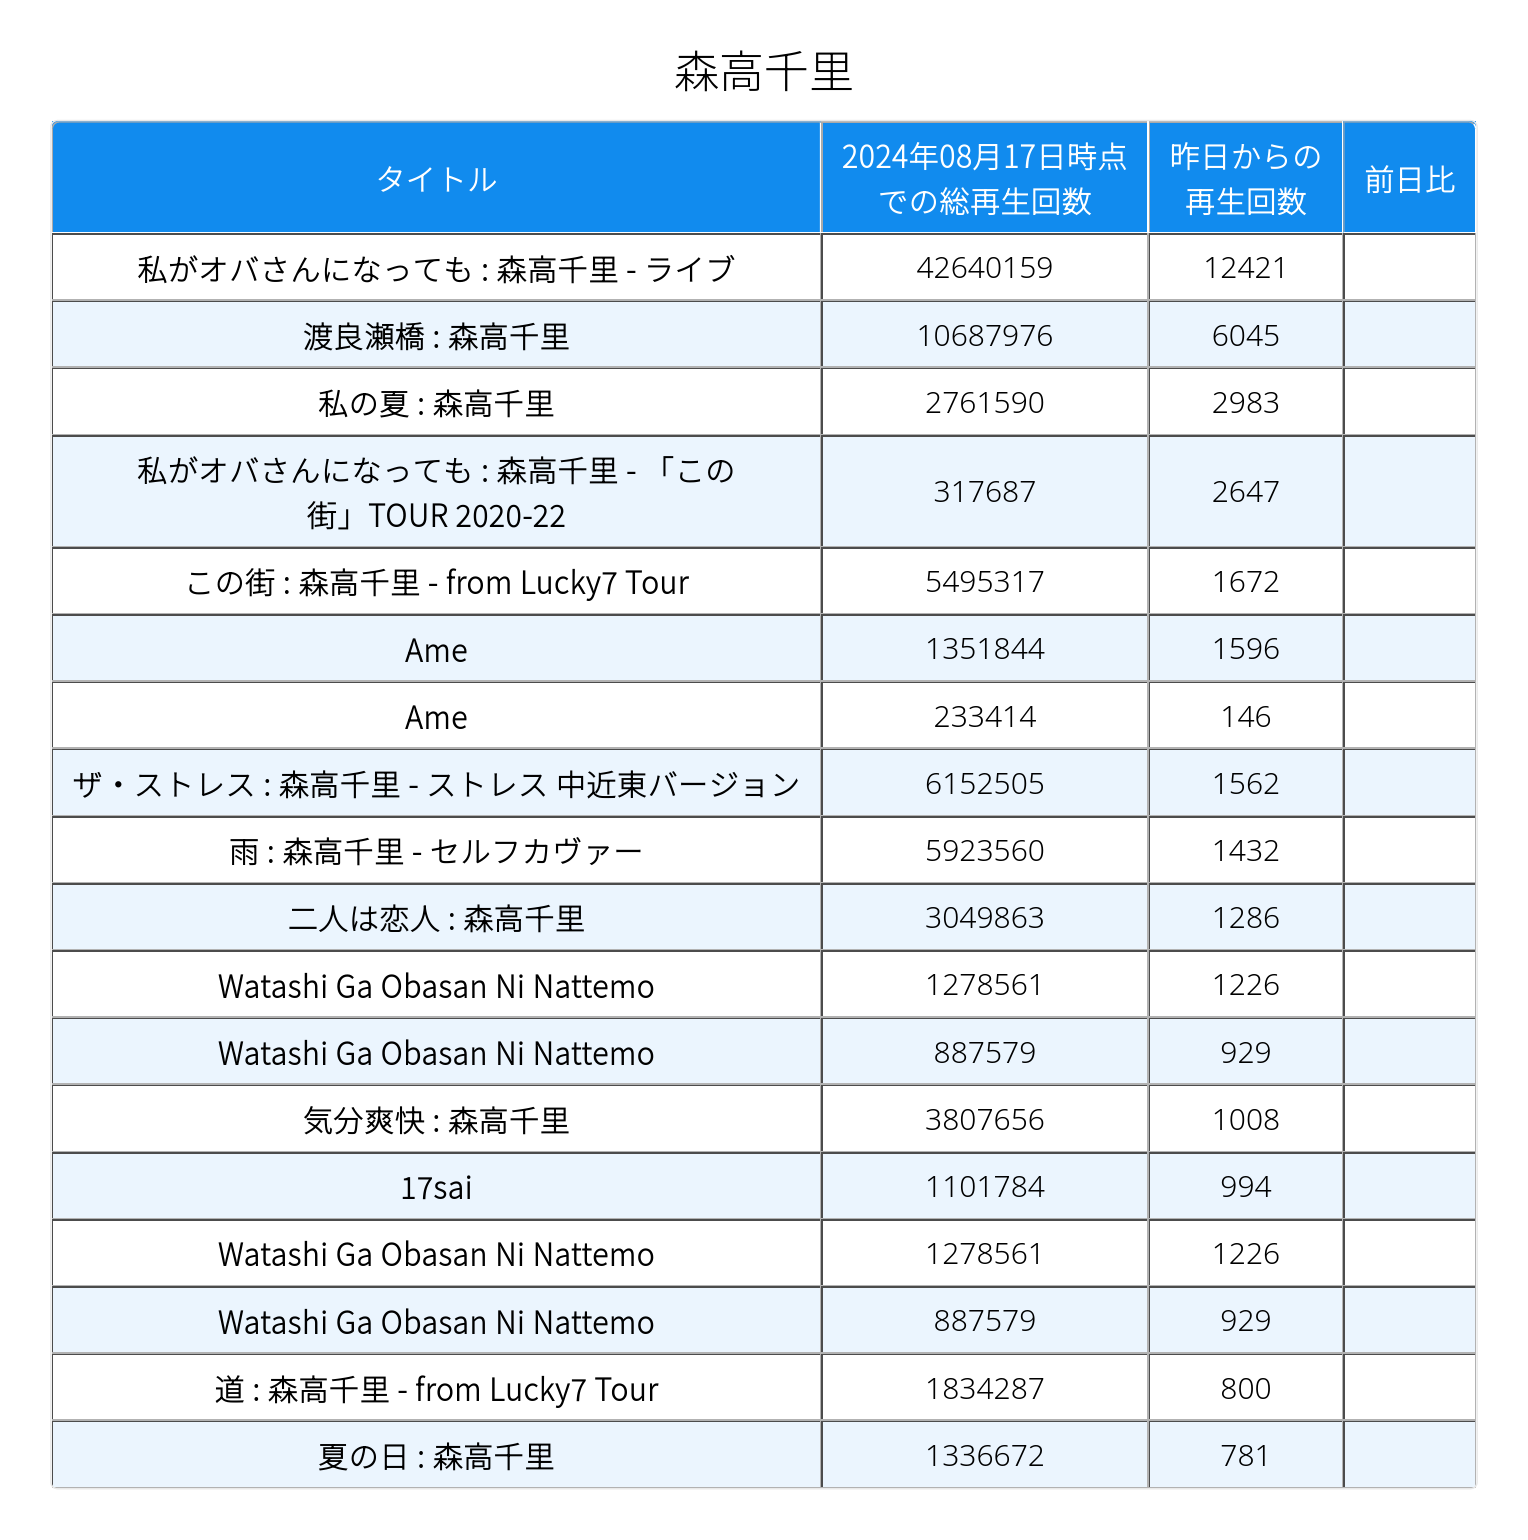 森高千里
タイトル
2024年08月17日時点
での総再生回数
昨日からの
再生回数
前日比
私がオバさんになっても : 森高千里 - ライブ 42640159 12421
渡良瀬橋 : 森高千里 10687976 6045
私の夏 : 森高千里 2761590 2983
私がオバさんになっても : 森高千里 - 「この
街」TOUR 2020-22 317687 2647
この街 : 森高千里 - from Lucky7 Tour 5495317 1672
Ame 1351844 1596
Ame 233414 146
ザ・ストレス : 森高千里 - ストレス 中近東バージョン 6152505 1562
雨 : 森高千里 - セルフカヴァー 5923560 1432
二人は恋人 : 森高千里 3049863 1286
Watashi Ga Obasan Ni Nattemo 1278561 1226
Watashi Ga Obasan Ni Nattemo 887579 929
気分爽快 : 森高千里 3807656 1008
17sai 1101784 994
Watashi Ga Obasan Ni Nattemo 1278561 1226
Watashi Ga Obasan Ni Nattemo 887579 929
道 : 森高千里 - from Lucky7 Tour 1834287 800
夏の日 : 森高千里 1336672 781